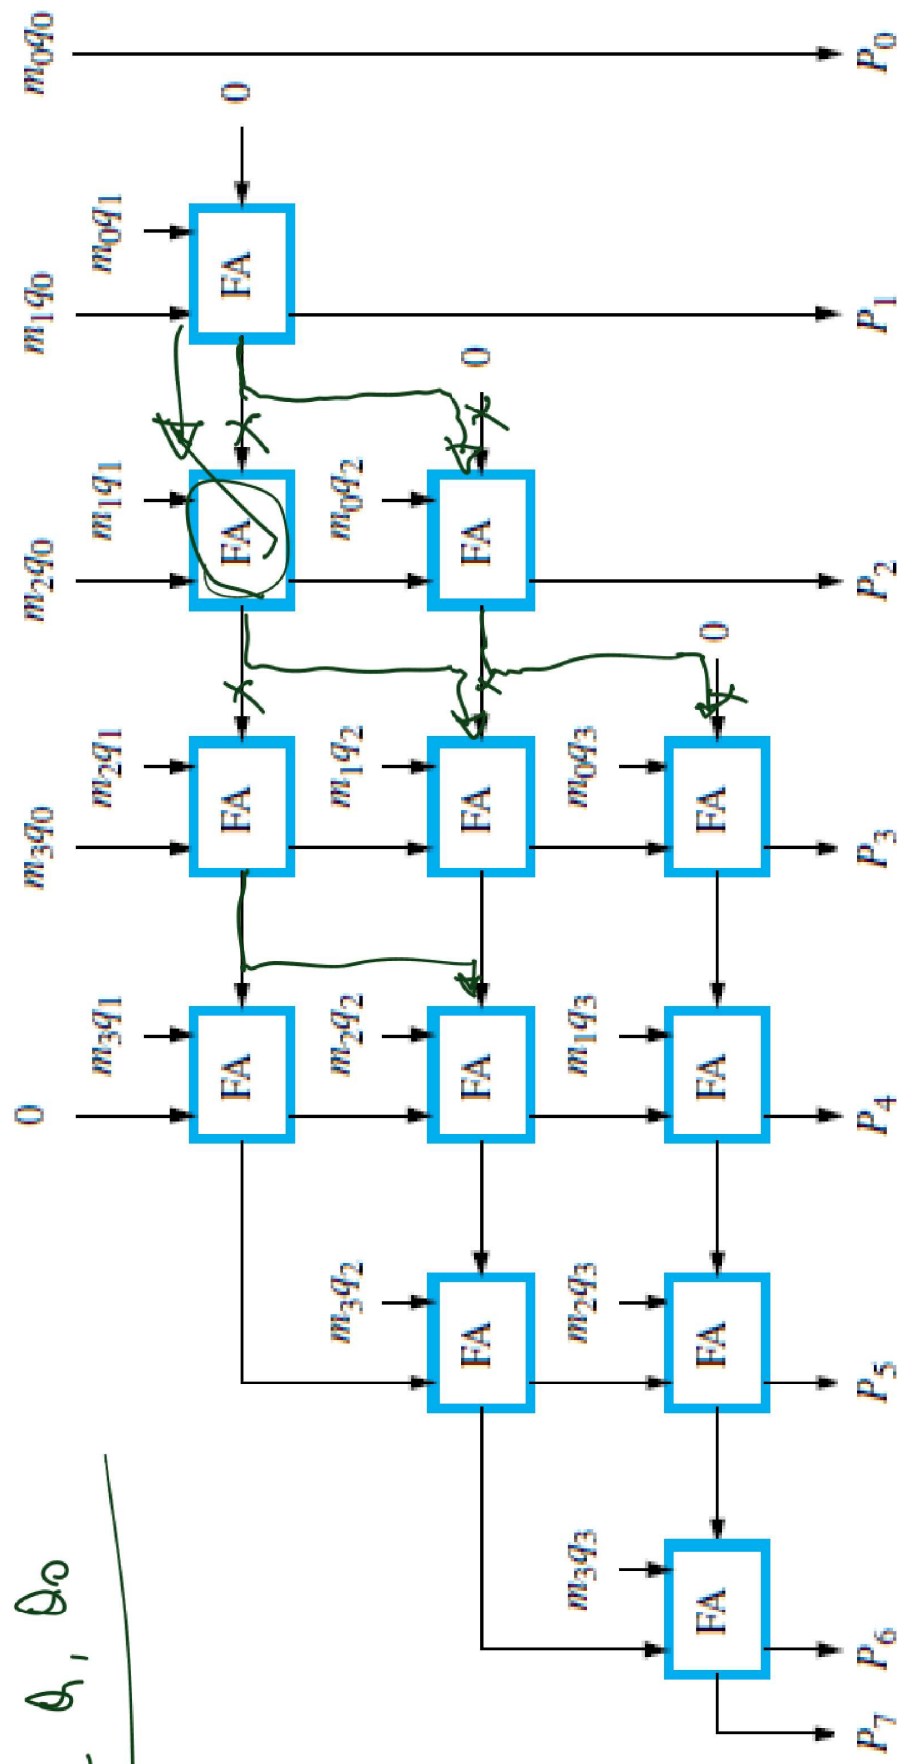 Q₁ Q₀
0 m₃q₀ m₂q₀ m₁q₀ m₀q₀
m₃q₁ m₂q₁ m₁q₁ m₀q₁
FA FA FA FA 0
m₃q₂ m₂q₂ m₁q₂ m₀q₂
FA FA FA FA 0
m₃q₃ m₂q₃ m₁q₃ m₀q₃
FA FA FA FA 0
P₇ P₆ P₅ P₄ P₃ P₂ P₁ P₀